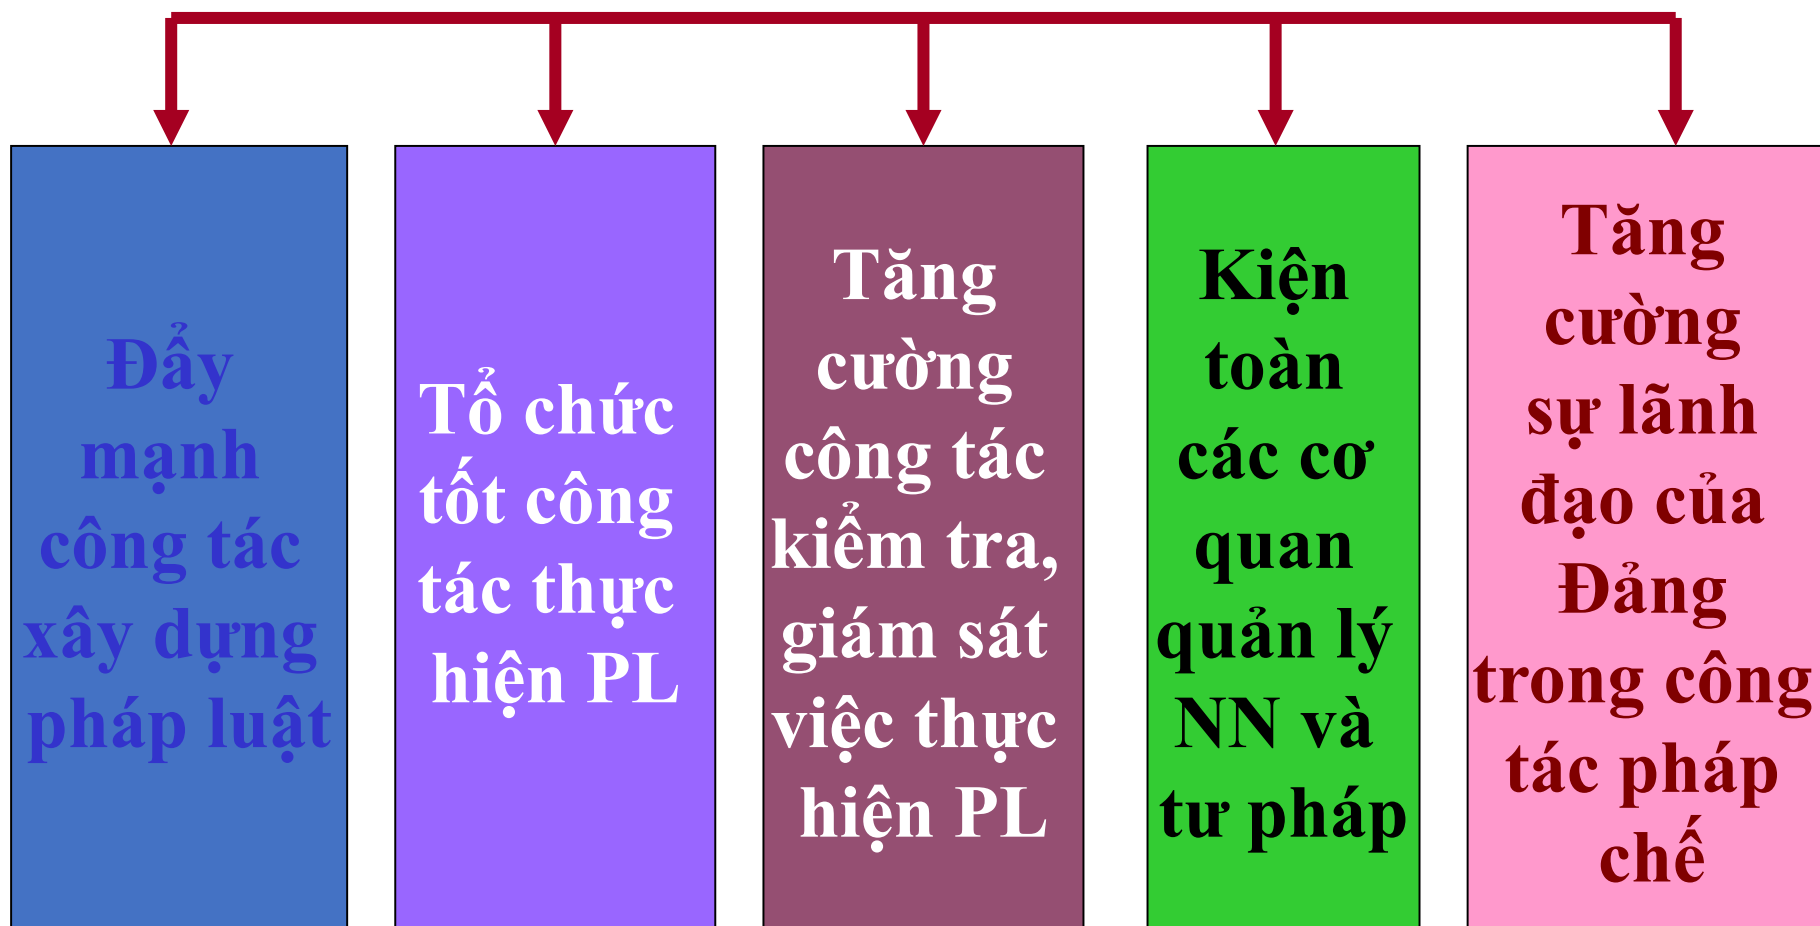 Đẩy
mạnh
công tác
xây dựng
pháp luật
Tổ chức
tốt công
tác thực
hiện PL
Tăng
cường
công tác
kiểm tra,
giám sát
việc thực
hiện PL
Kiện
toàn
các cơ
quan
quản lý
NN và
tư pháp
Tăng
cường
sự lãnh
đạo của
Đảng
trong công
tác pháp
chế